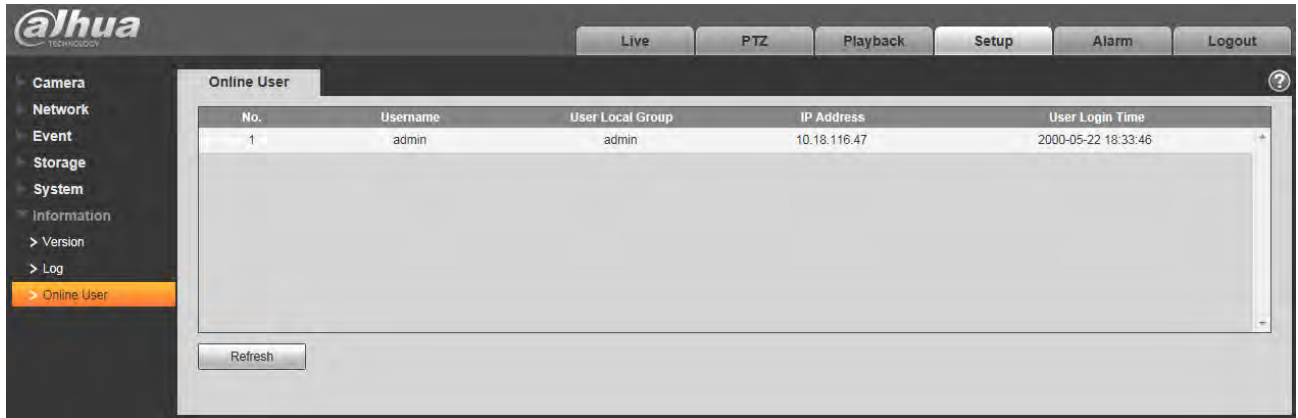 alhua
TECHNOLOGY
Live PTZ Playback Setup Alarm Logout
Camera
Network
Event
Storage
System
Information
> Version
> Log
> Online User
Online User
?
No. Username User Local Group IP Address User Login Time
1 admin admin 10.18.116.47 2000-05-22 18:33:46
Refresh